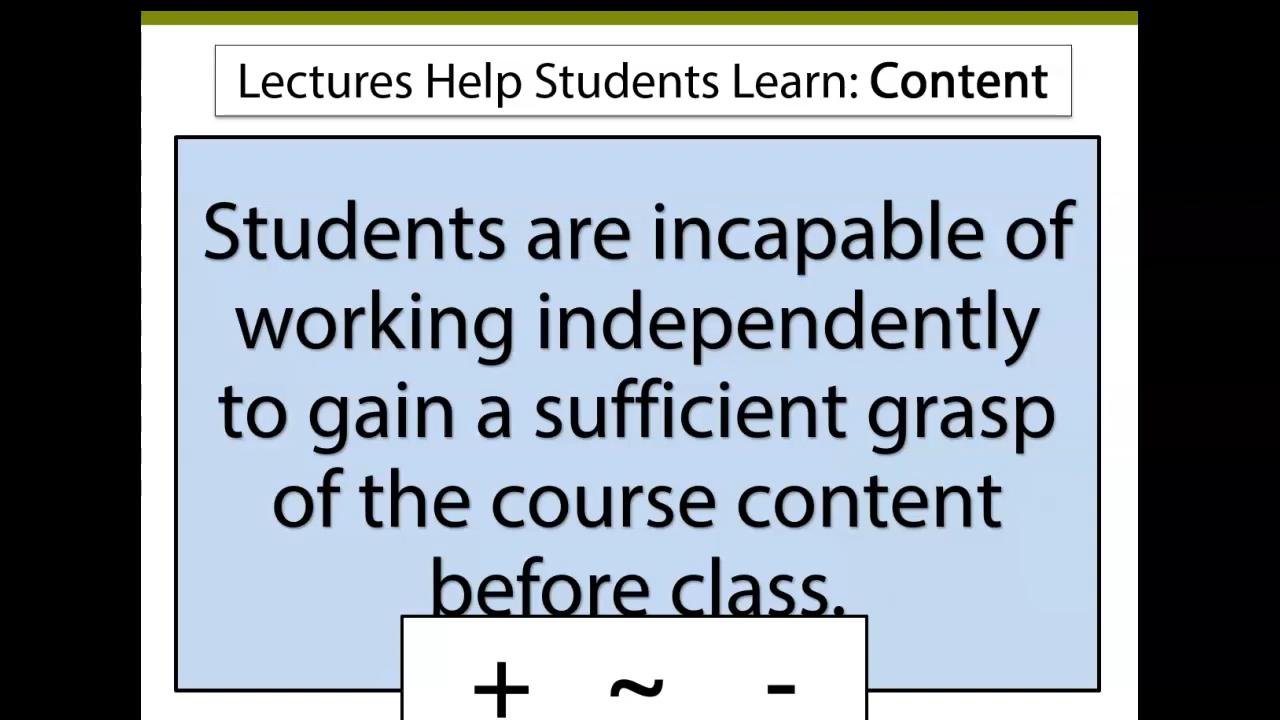 Lectures Help Students Learn: Content
Students are incapable of
working independently
to gain a sufficient grasp
of the course content
before class.
+ ~ -